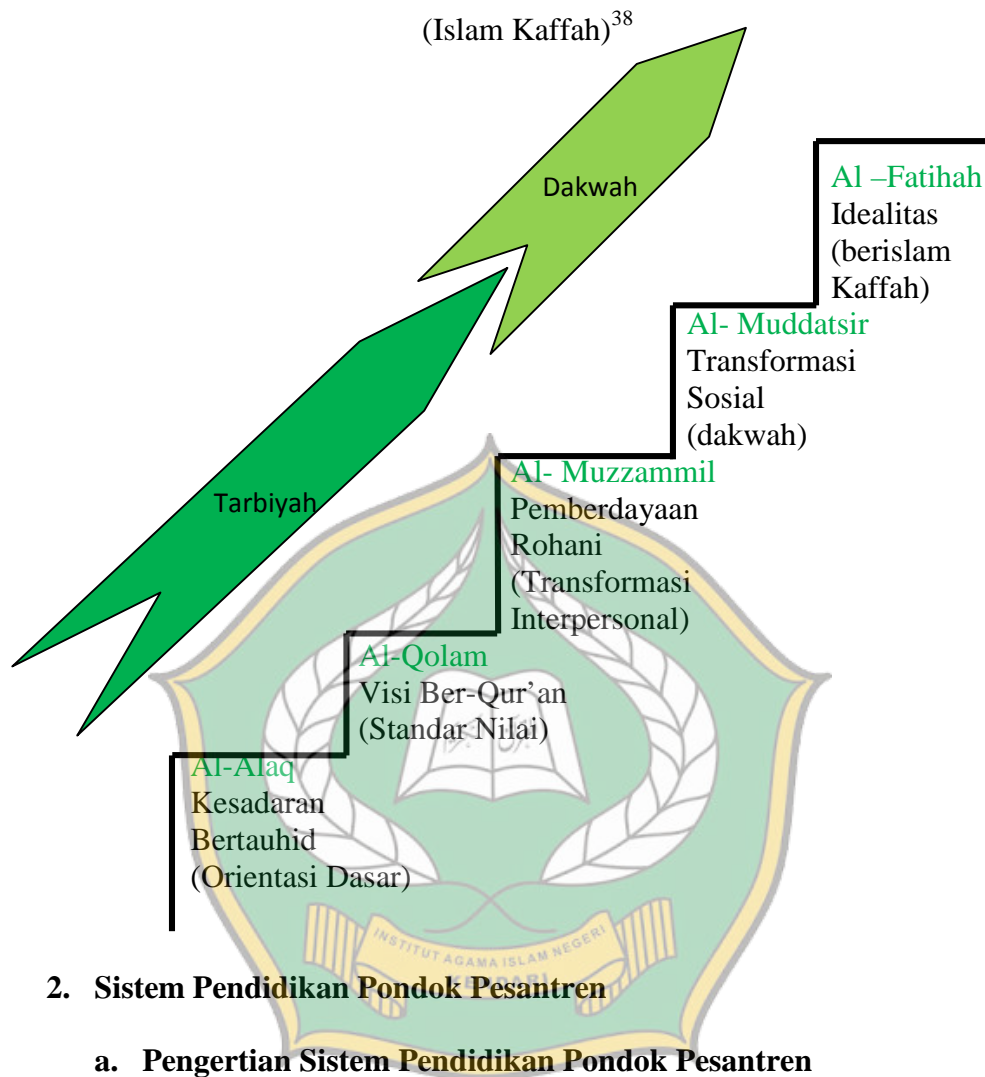 (Islam Kaffah)38
Dakwah
Al –Fatihah
Idealitas
(berislam
Kaffah)
Al- Muddatsir
Transformasi
Sosial
(dakwah)
Tarbiyah
Al- Muzzammil
Pemberdayaan
Rohani
(Transformasi
Interpersonal)
Al-Qolam
Visi Ber-Qur’an
(Standar Nilai)
Al-Alaq
Kesadaran
Bertauhid
(Orientasi Dasar)
INSTITUT AGAMA ISLAM NEGERI
KENDARI
2. Sistem Pendidikan Pondok Pesantren
a. Pengertian Sistem Pendidikan Pondok Pesantren